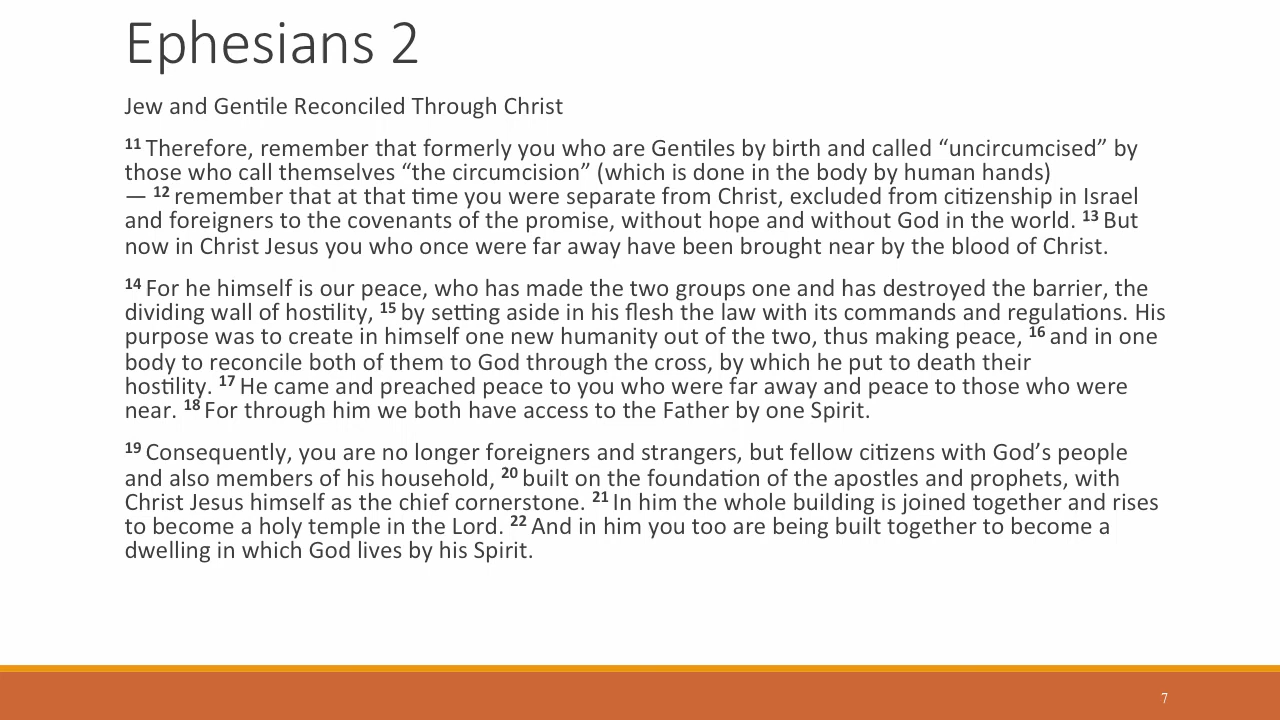 Ephesians 2
Jew and Gentile Reconciled Through Christ
11 Therefore, remember that formerly you who are Gentiles by birth and called “uncircumcised” by
those who call themselves “the circumcision” (which is done in the body by human hands)
— 12 remember that at that time you were separate from Christ, excluded from citizenship in Israel
and foreigners to the covenants of the promise, without hope and without God in the world. 13 But
now in Christ Jesus you who once were far away have been brought near by the blood of Christ.
14 For he himself is our peace, who has made the two groups one and has destroyed the barrier, the
dividing wall of hostility, 15 by setting aside in his flesh the law with its commands and regulations. His
purpose was to create in himself one new humanity out of the two, thus making peace, 16 and in one
body to reconcile both of them to God through the cross, by which he put to death their
hostility. 17 He came and preached peace to you who were far away and peace to those who were
near. 18 For through him we both have access to the Father by one Spirit.
19 Consequently, you are no longer foreigners and strangers, but fellow citizens with God’s people
and also members of his household, 20 built on the foundation of the apostles and prophets, with
Christ Jesus himself as the chief cornerstone. 21 In him the whole building is joined together and rises
to become a holy temple in the Lord. 22 And in him you too are being built together to become a
dwelling in which God lives by his Spirit.
7